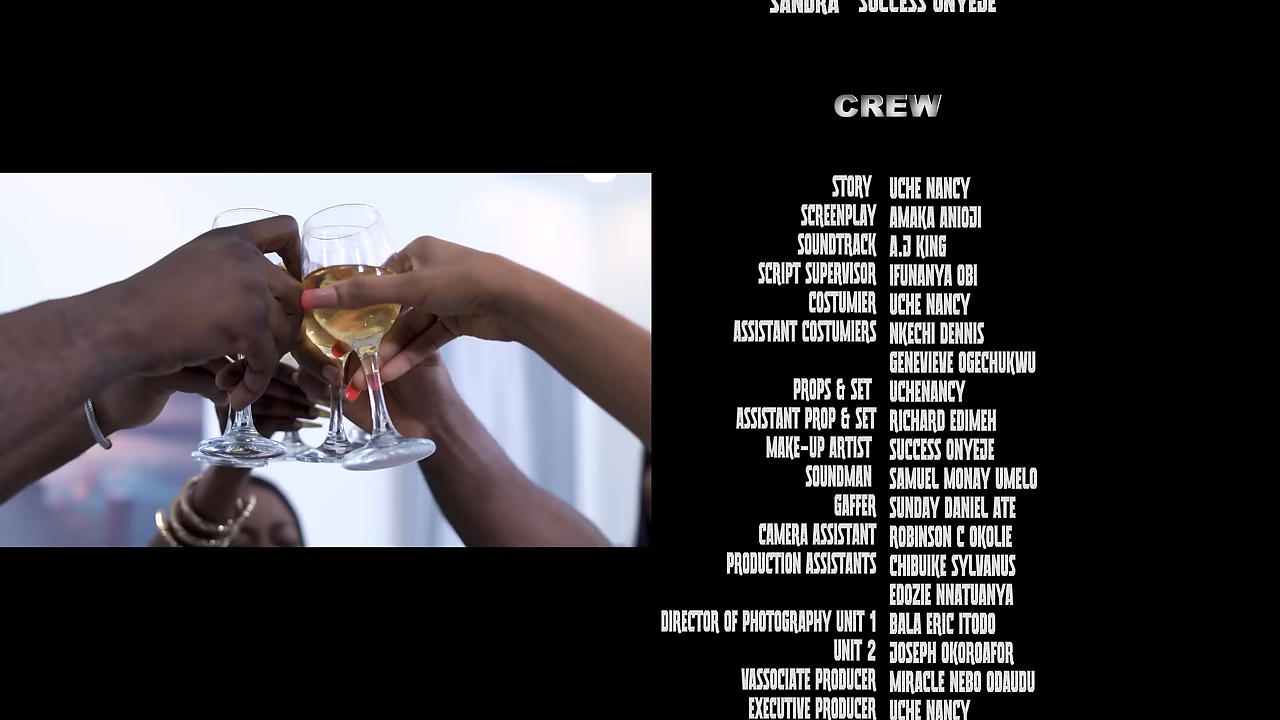 SANDRA SUCCESS ONYEJE
CREW
STORY UCHE NANCY
SCREENPLAY AMAKA ANIOJI
SOUNDTRACK A.J KING
SCRIPT SUPERVISOR IFUNANYA OBI
COSTUMIER UCHE NANCY
ASSISTANT COSTUMIERS NKECHI DENNIS
GENEVIEVE OGECHUKWU
PROPS & SET UCHENANCY
ASSISTANT PROP & SET RICHARD EDIMEH
MAKE-UP ARTIST SUCCESS ONYEJE
SOUNDMAN SAMUEL MONAY UMELO
GAFFER SUNDAY DANIEL ATE
CAMERA ASSISTANT ROBINSON C OKOLIE
PRODUCTION ASSISTANTS CHIBUIKE SYLVANUS
EDOZIE NNATUANYA
DIRECTOR OF PHOTOGRAPHY UNIT 1 BALA ERIC ITODO
UNIT 2 JOSEPH OKOROAFOR
VASSOCIATE PRODUCER MIRACLE NEBO ODAUDU
EXECUTIVE PRODUCER UCHE NANCY